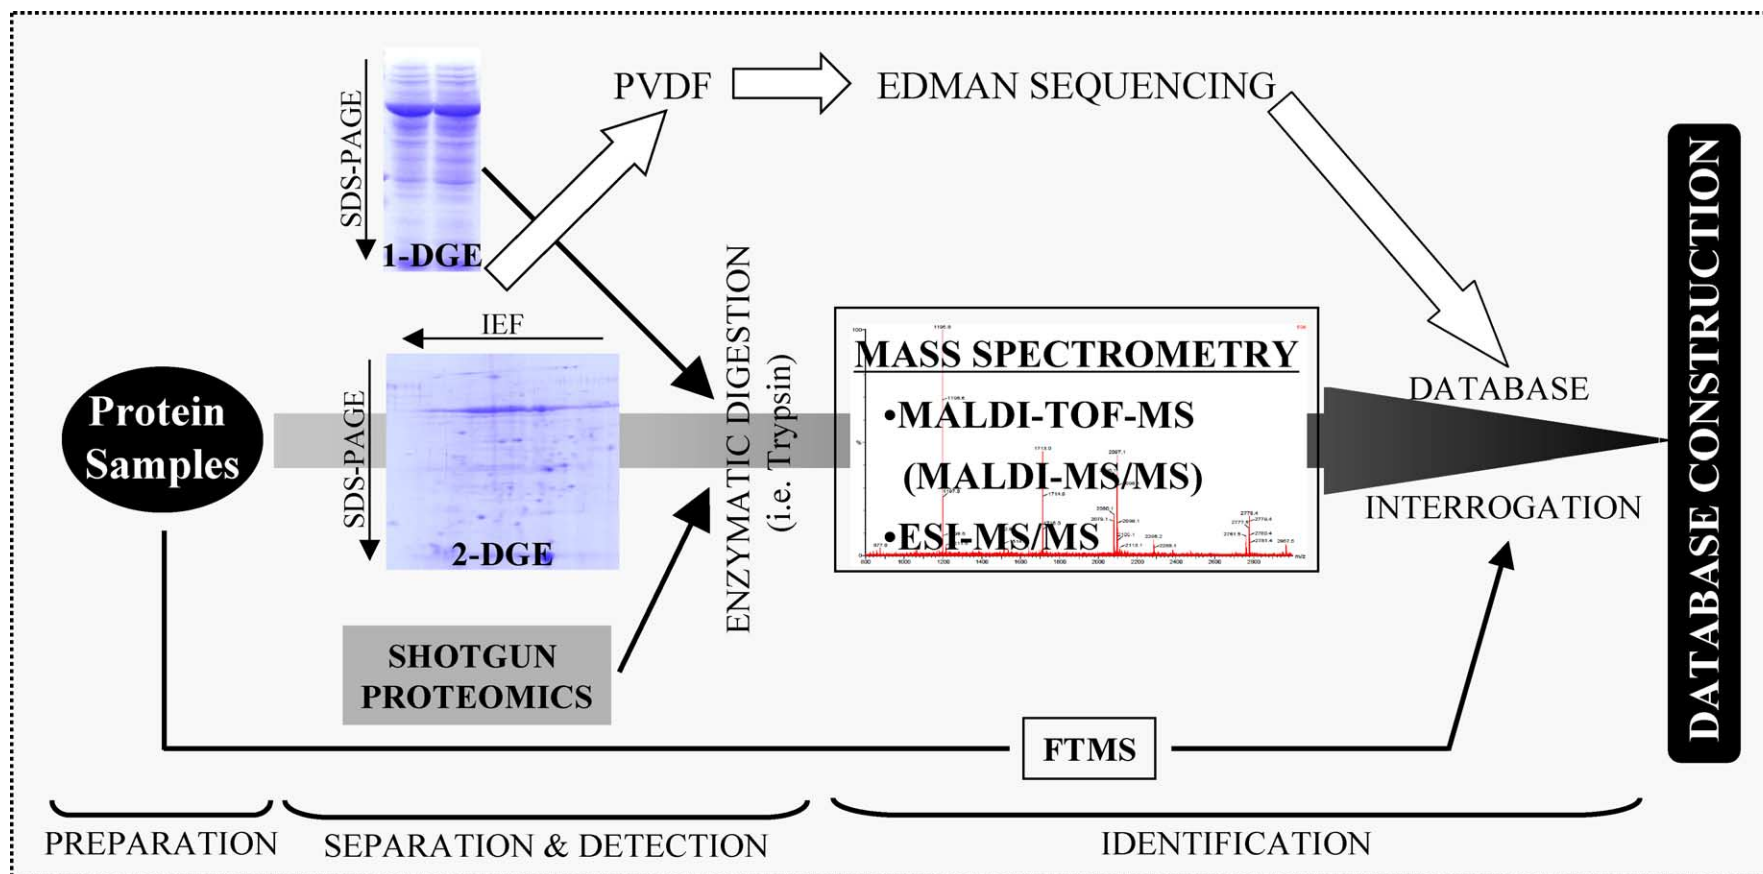 PVDF
EDMAN SEQUENCING
SDS-PAGE
1-DGE
IEF
SDS-PAGE
2-DGE
Protein
Samples
ENZYMATIC DIGESTION
(i.e. Trypsin)
MASS SPECTROMETRY
•MALDI-TOF-MS
(MALDI-MS/MS)
•ESI-MS/MS
DATABASE
INTERROGATION
DATABASE CONSTRUCTION
SHOTGUN
PROTEOMICS
FTMS
PREPARATION
SEPARATION & DETECTION
IDENTIFICATION